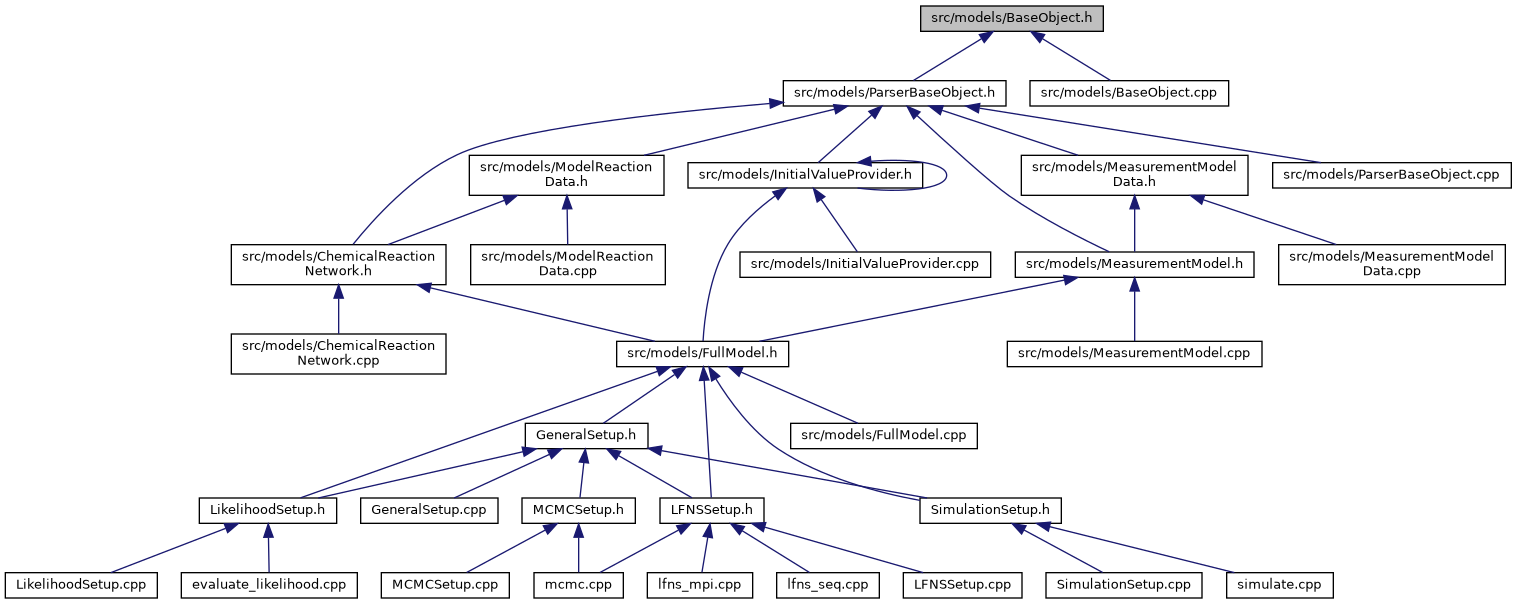 src/models/BaseObject.h
src/models/ParserBaseObject.h
src/models/BaseObject.cpp
src/models/ModelReaction
Data.h
src/models/InitialValueProvider.h
src/models/MeasurementModel
Data.h
src/models/ParserBaseObject.cpp
src/models/ChemicalReaction
Network.h
src/models/ModelReaction
Data.cpp
src/models/InitialValueProvider.cpp
src/models/MeasurementModel.h
src/models/MeasurementModel
Data.cpp
src/models/ChemicalReaction
Network.cpp
src/models/FullModel.h
src/models/MeasurementModel.cpp
GeneralSetup.h
src/models/FullModel.cpp
LikelihoodSetup.h
GeneralSetup.cpp
MCMCSetup.h
LFNSSetup.h
SimulationSetup.h
LikelihoodSetup.cpp
evaluate_likelihood.cpp
MCMCSetup.cpp
mcmc.cpp
lfns_mpi.cpp
lfns_seq.cpp
LFNSSetup.cpp
SimulationSetup.cpp
simulate.cpp